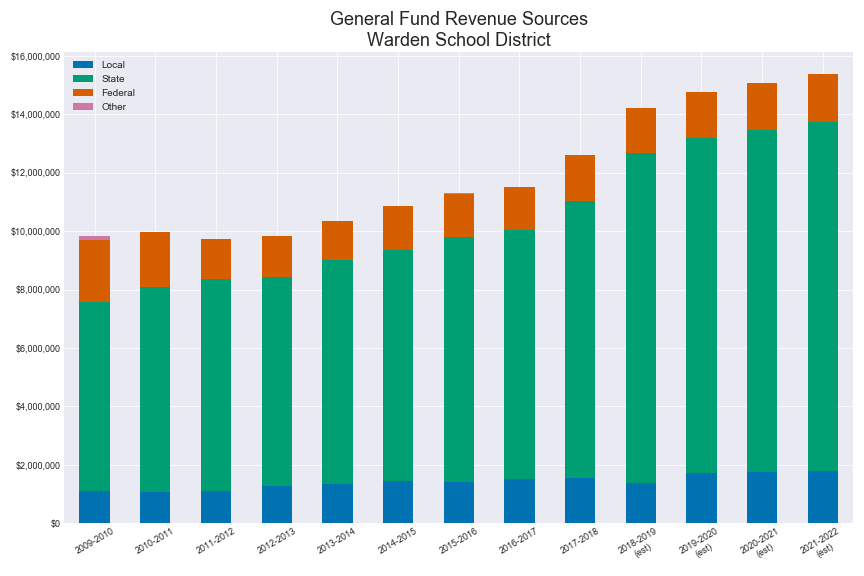 General Fund Revenue Sources
Warden School District
Local
State
Federal
Other
$16,000,000
$14,000,000
$12,000,000
$10,000,000
$8,000,000
$6,000,000
$4,000,000
$2,000,000
$0
2009-2010
2010-2011
2011-2012
2012-2013
2013-2014
2014-2015
2015-2016
2016-2017
2017-2018
2018-2019
(est)
2019-2020
(est)
2020-2021
(est)
2021-2022
(est)